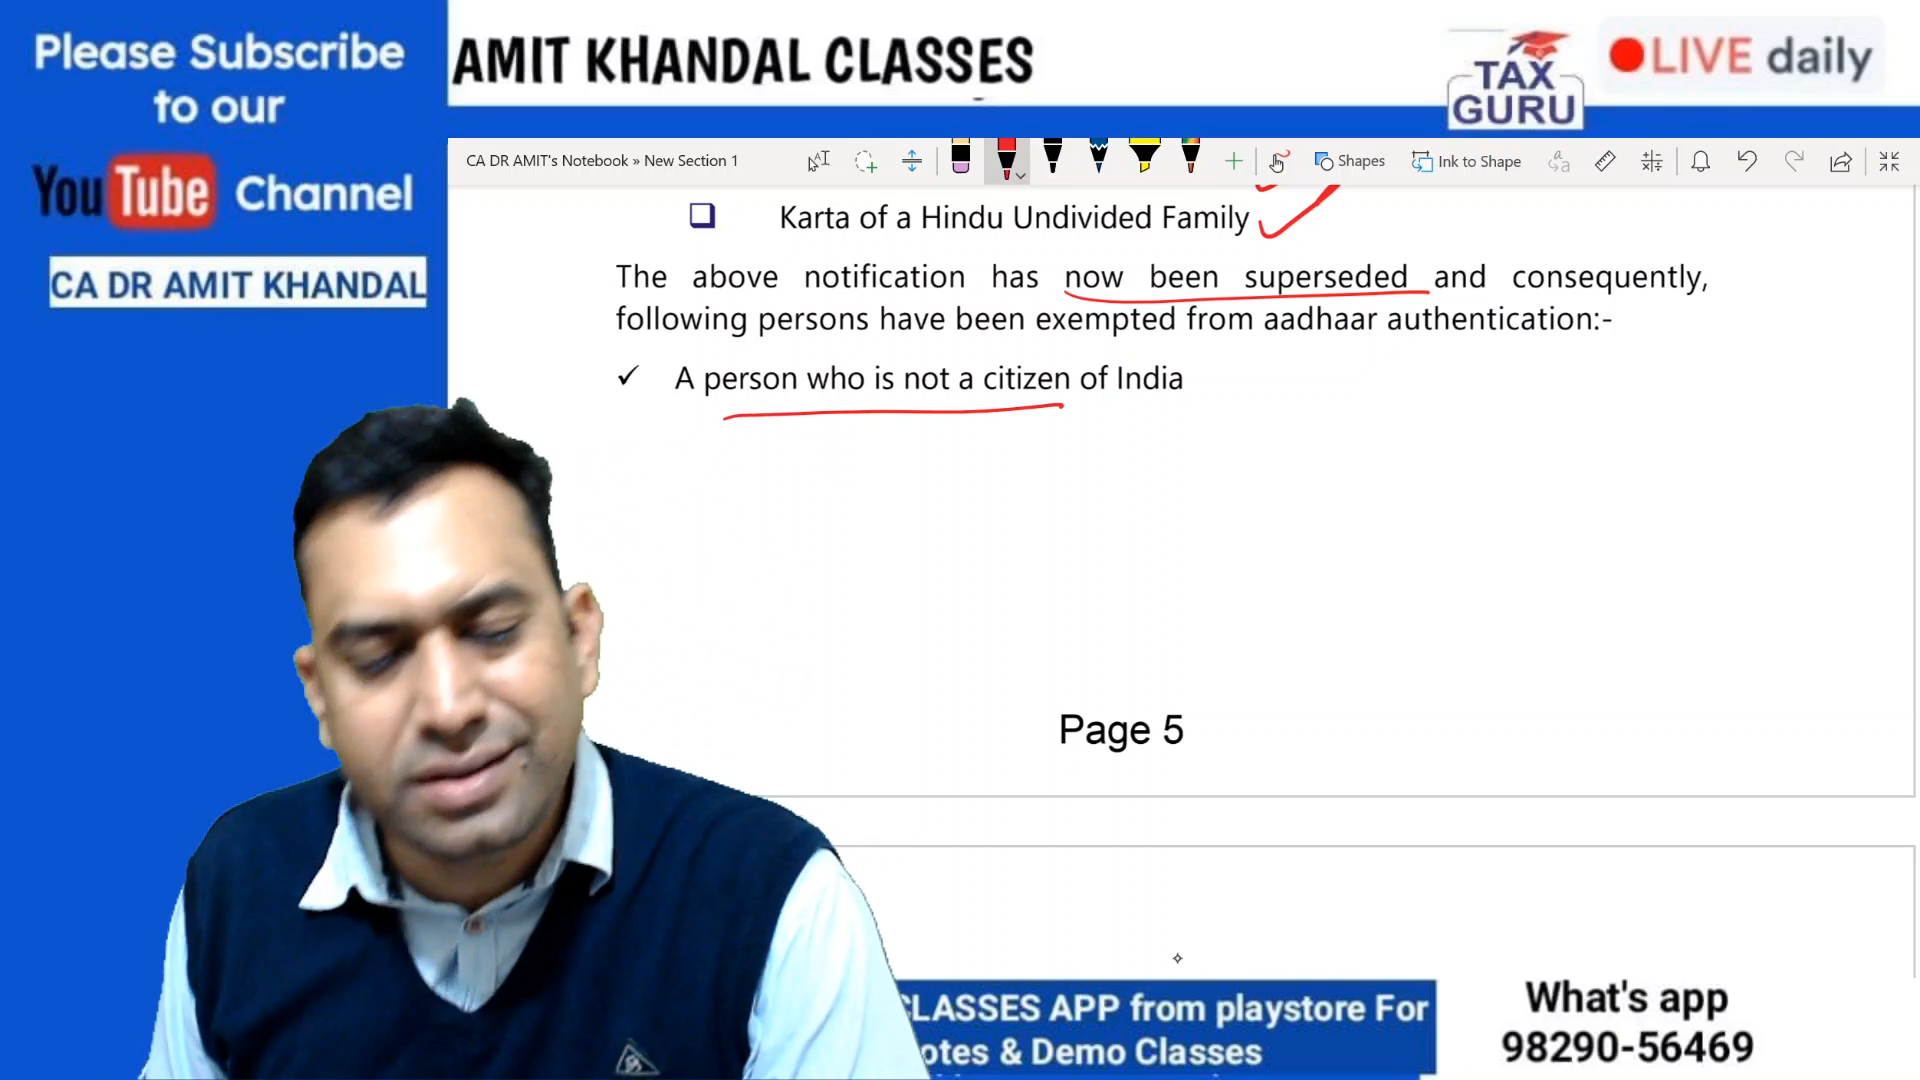 Please Subscribe
to our
YouTube Channel
CA DR AMIT KHANDAL
AMIT KHANDAL CLASSES
TAX
GURU
LIVE daily
CA DR AMIT's Notebook » New Section 1
Shapes
Ink to Shape
❑ Karta of a Hindu Undivided Family
The above notification has now been superseded and consequently,
following persons have been exempted from aadhaar authentication:-
✓ A person who is not a citizen of India
Page 5
CLASSES APP from playstore For
otes & Demo Classes
What's app
98290-56469